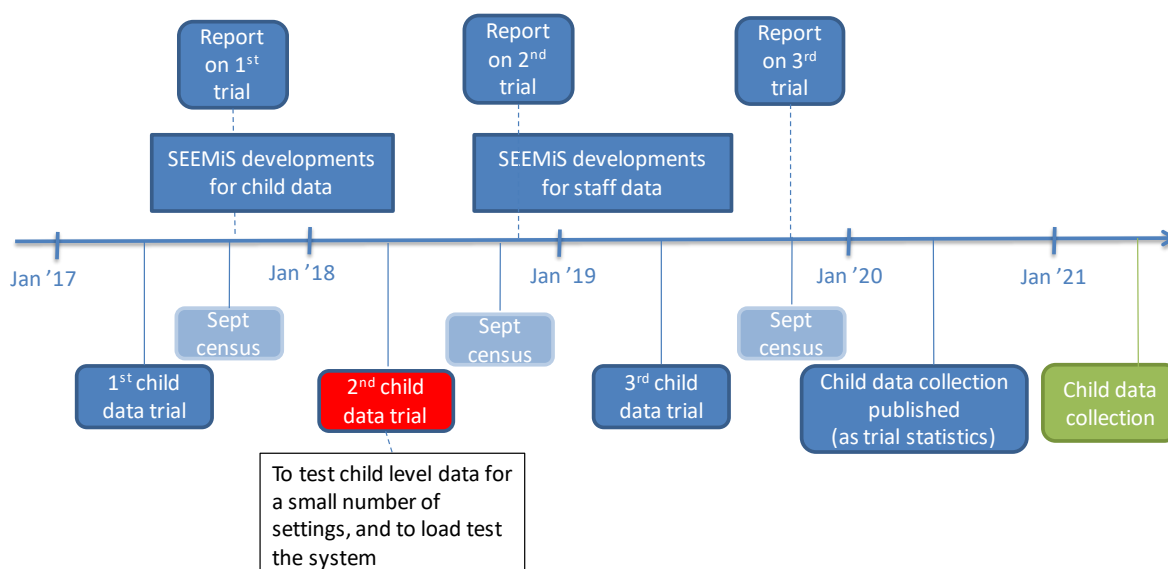 Report
on 1st
trial
Report
on 2nd
trial
Report
on 3rd
trial
SEEMiS developments
for child data
SEEMiS developments
for staff data
Jan ’17
Jan ’18
Jan ’19
Jan ’20
Jan ’21
Sept
census
Sept
census
Sept
census
1st child
data trial
2nd child
data trial
3rd child
data trial
Child data collection
published
(as trial statistics)
Child data
collection
To test child level data for
a small number of
settings, and to load test
the system